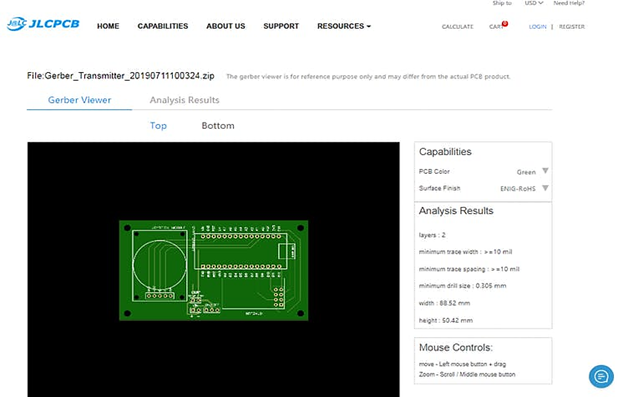 Ship to USD Need Help?
JLC JLCPCB HOME CAPABILITIES ABOUT US SUPPORT RESOURCES CALCULATE CART 0 LOGIN | REGISTER
File:Gerber_Transmitter_20190711100324.zip The gerber viewer is for reference purpose only and may differ from the actual PCB product.
Gerber Viewer Analysis Results
Top Bottom
Capabilities
PCB Color Green
Surface Finish ENIG-RoHS
Analysis Results
layers : 2
minimum trace width : >=10 mil
minimum trace spacing : >=10 mil
minimum drill size : 0.305 mm
width : 88.52 mm
height : 50.42 mm
Mouse Controls:
move - Left mouse button + drag
Zoom - Scroll / Middle mouse button
JOYSTICK MODULE